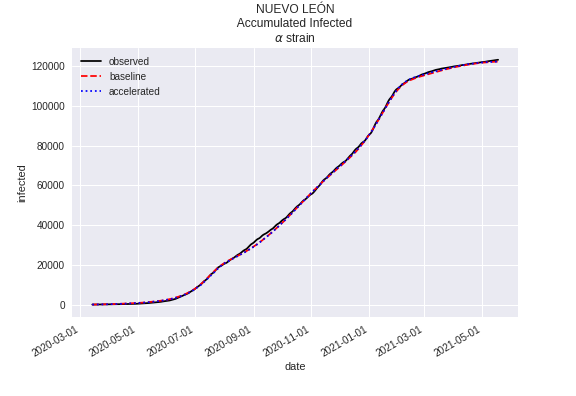 NUEVO LEÓN
Accumulated Infected
α strain
observed
baseline
accelerated
120000
100000
80000
60000
40000
20000
0
infected
2020-03-01
2020-05-01
2020-07-01
2020-09-01
2020-11-01
2021-01-01
2021-03-01
2021-05-01
date